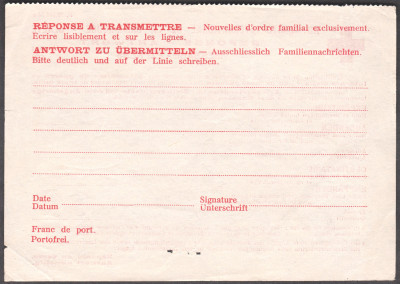 RÉPONSE A TRANSMETTRE — Nouvelles d'ordre familial exclusivement.
Ecrire lisiblement et sur les lignes.
ANTWORT ZU ÜBERMITTELN — Ausschliesslich Familiennachrichten.
Bitte deutlich und auf der Linie schreiben.
Date
Datum
Signature
Unterschrift
Franc de port.
Portofrei.